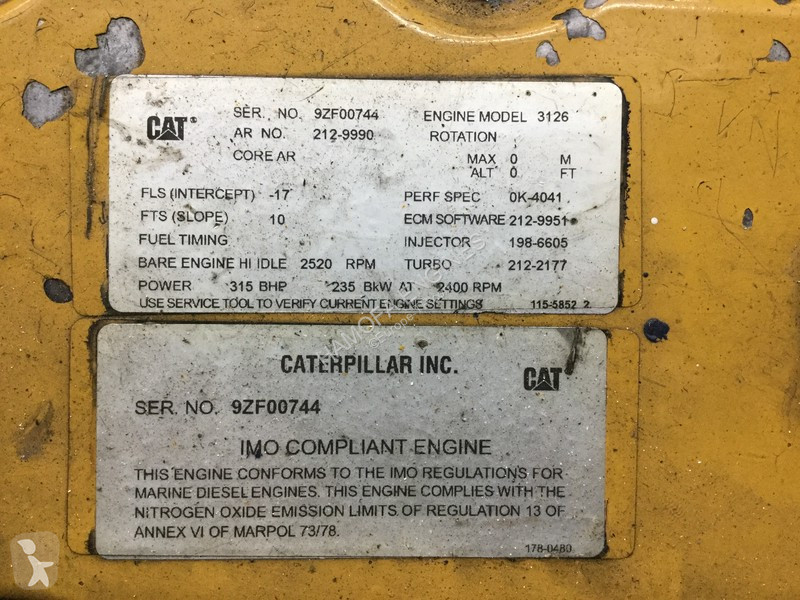 CAT
SER. NO. 9ZF00744 ENGINE MODEL 3126
AR NO. 212-9990 ROTATION
CORE AR MAX 0 M
ALT 0 FT
FLS (INTERCEPT) -17 PERF SPEC 0K-4041
FTS (SLOPE) 10 ECM SOFTWARE 212-9951
FUEL TIMING INJECTOR 198-6605
BARE ENGINE HI IDLE 2520 RPM TURBO 212-2177
POWER 315 BHP 235 BkW AT 2400 RPM
USE SERVICE TOOL TO VERIFY CURRENT ENGINE SETTINGS 115-5852 2
CATERPILLAR INC.
CAT
SER. NO. 9ZF00744
IMO COMPLIANT ENGINE
THIS ENGINE CONFORMS TO THE IMO REGULATIONS FOR
MARINE DIESEL ENGINES. THIS ENGINE COMPLIES WITH THE
NITROGEN OXIDE EMISSION LIMITS OF REGULATION 13 OF
ANNEX VI OF MARPOL 73/78.
178-0480